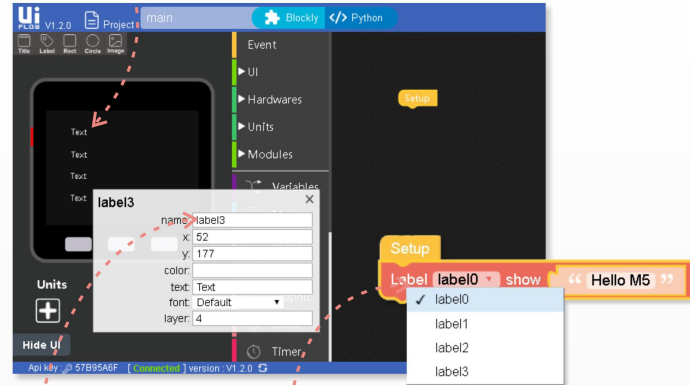 Ui
FLOW V1.2.0 Project main Blockly </> Python
Title Label Rect Circle Image
Event
UI
Hardwares
Units
Modules
Variables
Setup
Text
Text
Text
Text
label3 ×
name: label3
x: 52
y: 177
color:
text: Text
font: Default
layer: 4
Timer
Setup
Label label0 show “ Hello M5 ”
✓ label0
label1
label2
label3
Units
Hide UI
Api key: 57B95A6F [ Connected ] version : V1.2.0